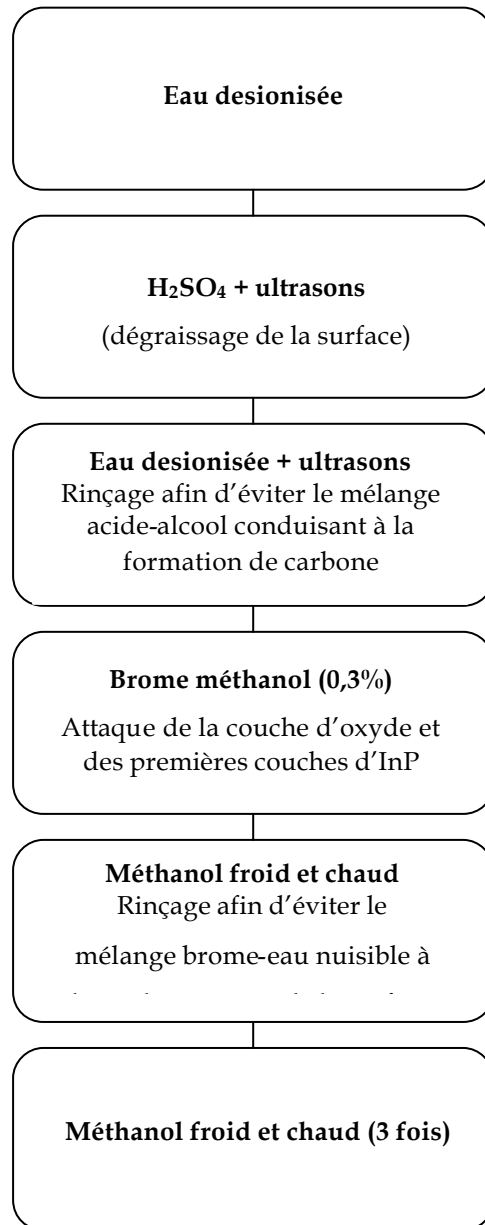 Eau desionisée
H₂SO₄ + ultrasons
(dégraissage de la surface)
Eau desionisée + ultrasons
Rinçage afin d’éviter le mélange
acide-alcool conduisant à la
formation de carbone
Brome méthanol (0,3%)
Attaque de la couche d’oxyde et
des premières couches d’InP
Méthanol froid et chaud
Rinçage afin d’éviter le
mélange brome-eau nuisible à
Méthanol froid et chaud (3 fois)